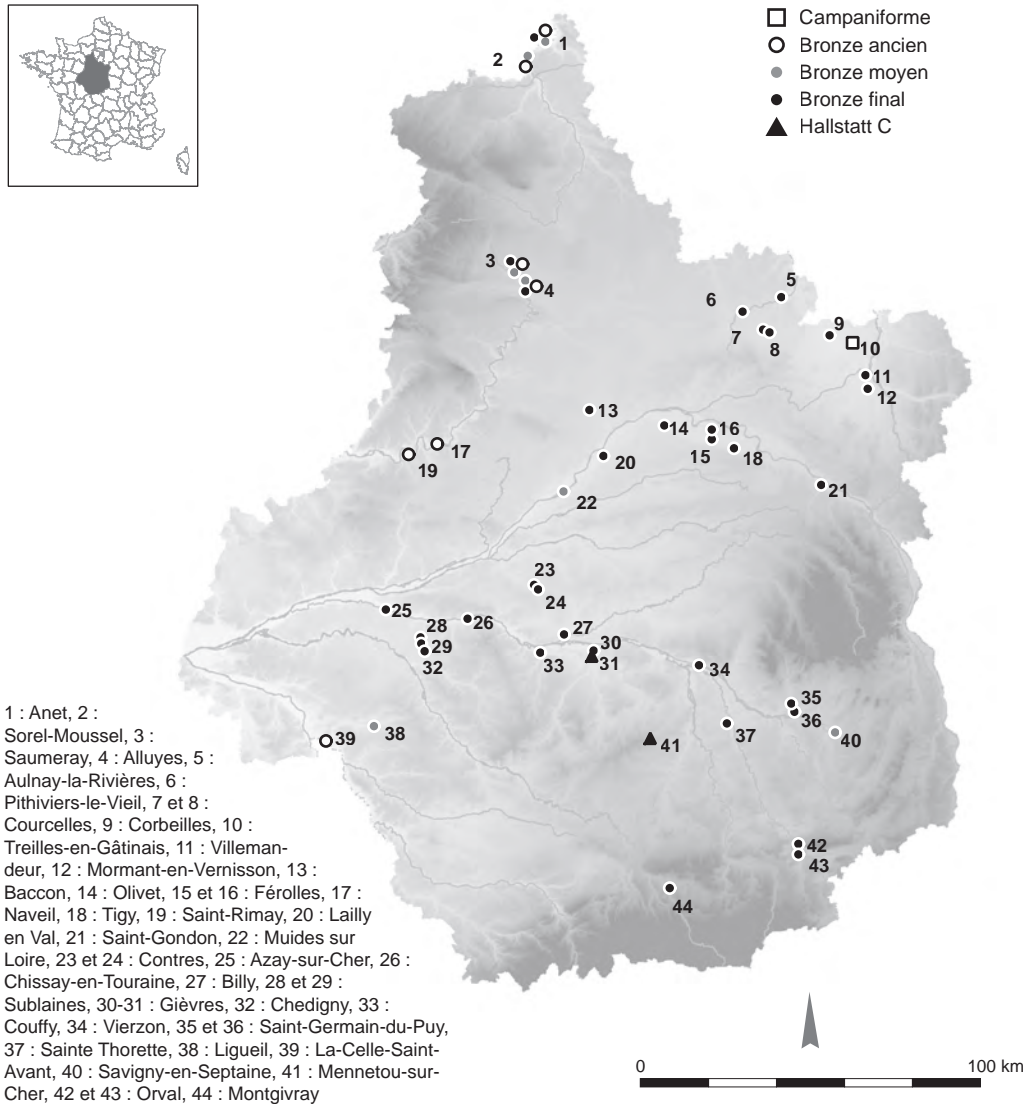 Campaniforme
Bronze ancien
Bronze moyen
Bronze final
Hallstatt C
1
2
3
4
5
6
7
8
9
10
11
12
13
14
16
15
18
17
19
20
21
22
23
24
25
26
27
28
29
32
30
31
33
34
35
36
37
38
39
40
41
42
43
44
1 : Anet, 2 :
Sorel-Moussel, 3 :
Saumeray, 4 : Alluyes, 5 :
Aulnay-la-Rivières, 6 :
Pithiviers-le-Vieil, 7 et 8 :
Courcelles, 9 : Corbeilles, 10 :
Treilles-en-Gâtinais, 11 : Villeman-
deur, 12 : Mormant-en-Vernisson, 13 :
Baccon, 14 : Olivet, 15 et 16 : Férolles, 17 :
Naveil, 18 : Tigy, 19 : Saint-Rimay, 20 : Lailly
en Val, 21 : Saint-Gondon, 22 : Muides sur
Loire, 23 et 24 : Contres, 25 : Azay-sur-Cher, 26 :
Chissay-en-Touraine, 27 : Billy, 28 et 29 :
Sublaines, 30-31 : Gièvres, 32 : Chedigny, 33 :
Couffy, 34 : Vierzon, 35 et 36 : Saint-Germain-du-Puy,
37 : Sainte Thorette, 38 : Ligueil, 39 : La-Celle-Saint-
Avant, 40 : Savigny-en-Septaine, 41 : Mennetou-sur-
Cher, 42 et 43 : Orval, 44 : Montgivray
0 100 km